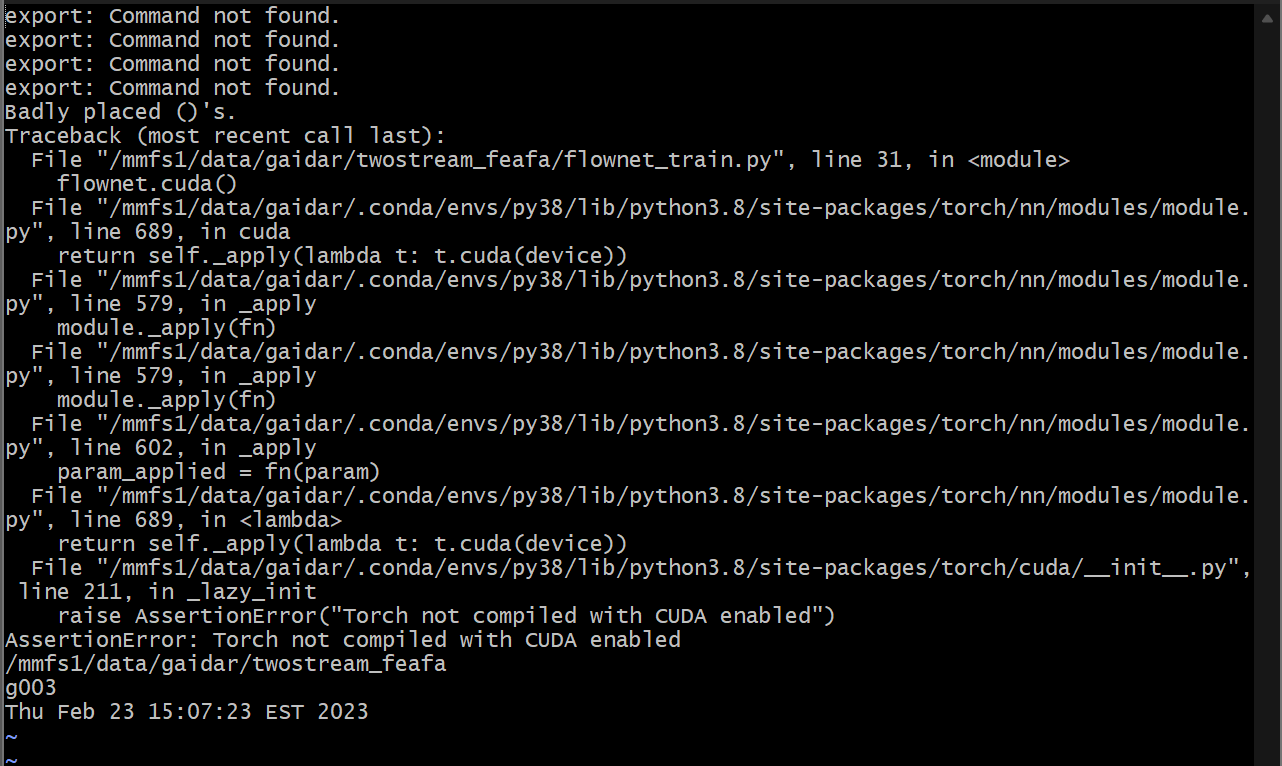 export: Command not found.
export: Command not found.
export: Command not found.
export: Command not found.
Badly placed ()'s.
Traceback (most recent call last):
  File "/mmfs1/data/gaidar/twostream_feafa/flownet_train.py", line 31, in <module>
    flownet.cuda()
  File "/mmfs1/data/gaidar/.conda/envs/py38/lib/python3.8/site-packages/torch/nn/modules/module.
py", line 689, in cuda
    return self._apply(lambda t: t.cuda(device))
  File "/mmfs1/data/gaidar/.conda/envs/py38/lib/python3.8/site-packages/torch/nn/modules/module.
py", line 579, in _apply
    module._apply(fn)
  File "/mmfs1/data/gaidar/.conda/envs/py38/lib/python3.8/site-packages/torch/nn/modules/module.
py", line 579, in _apply
    module._apply(fn)
  File "/mmfs1/data/gaidar/.conda/envs/py38/lib/python3.8/site-packages/torch/nn/modules/module.
py", line 602, in _apply
    param_applied = fn(param)
  File "/mmfs1/data/gaidar/.conda/envs/py38/lib/python3.8/site-packages/torch/nn/modules/module.
py", line 689, in <lambda>
    return self._apply(lambda t: t.cuda(device))
  File "/mmfs1/data/gaidar/.conda/envs/py38/lib/python3.8/site-packages/torch/cuda/__init__.py",
 line 211, in _lazy_init
    raise AssertionError("Torch not compiled with CUDA enabled")
AssertionError: Torch not compiled with CUDA enabled
/mmfs1/data/gaidar/twostream_feafa
g003
Thu Feb 23 15:07:23 EST 2023
~
~